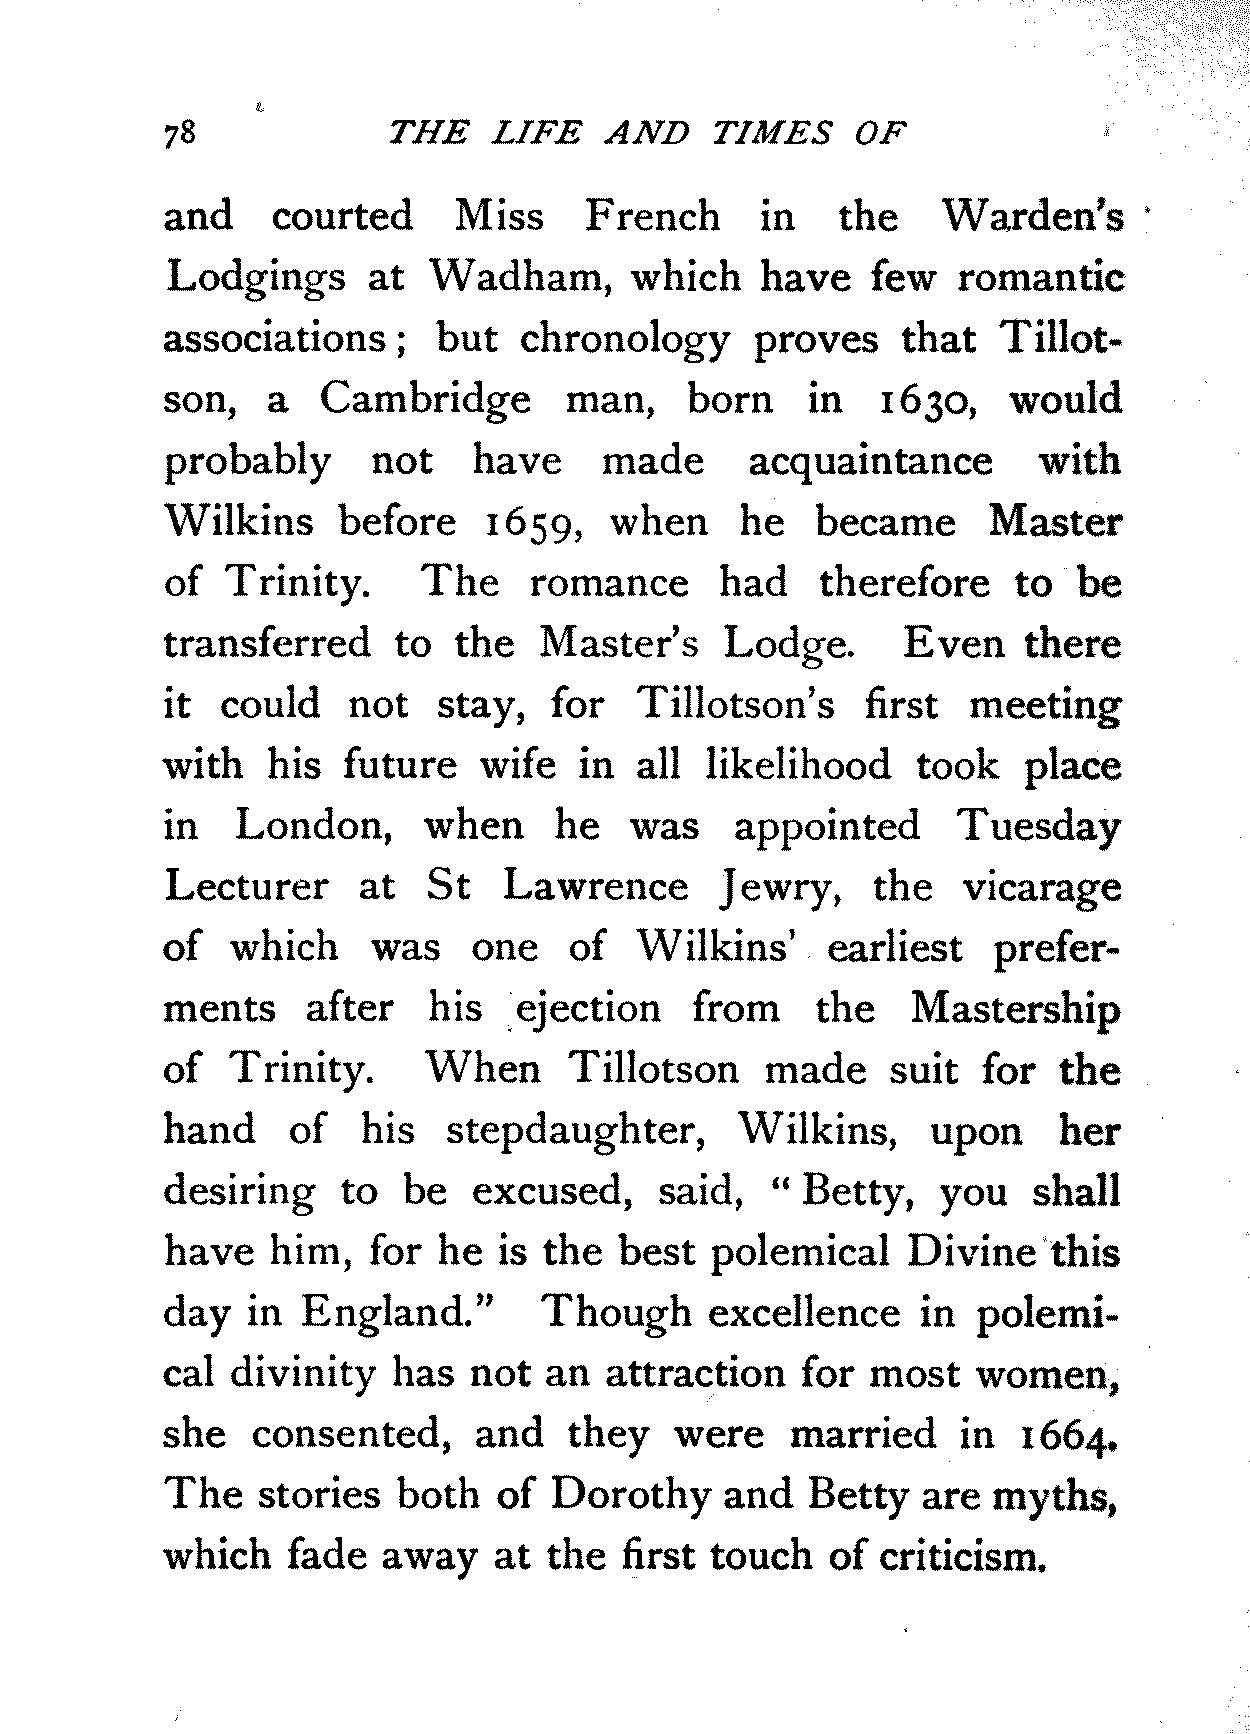 78 THE LIFE AND TIMES OF
and courted Miss French in the Warden's
Lodgings at Wadham, which have few romantic
associations; but chronology proves that Tillot-
son, a Cambridge man, born in 1630, would
probably not have made acquaintance with
Wilkins before 1659, when he became Master
of Trinity. The romance had therefore to be
transferred to the Master's Lodge. Even there
it could not stay, for Tillotson's first meeting
with his future wife in all likelihood took place
in London, when he was appointed Tuesday
Lecturer at St Lawrence Jewry, the vicarage
of which was one of Wilkins' earliest prefer-
ments after his ejection from the Mastership
of Trinity. When Tillotson made suit for the
hand of his stepdaughter, Wilkins, upon her
desiring to be excused, said, "Betty, you shall
have him, for he is the best polemical Divine this
day in England." Though excellence in polemi-
cal divinity has not an attraction for most women,
she consented, and they were married in 1664.
The stories both of Dorothy and Betty are myths,
which fade away at the first touch of criticism.